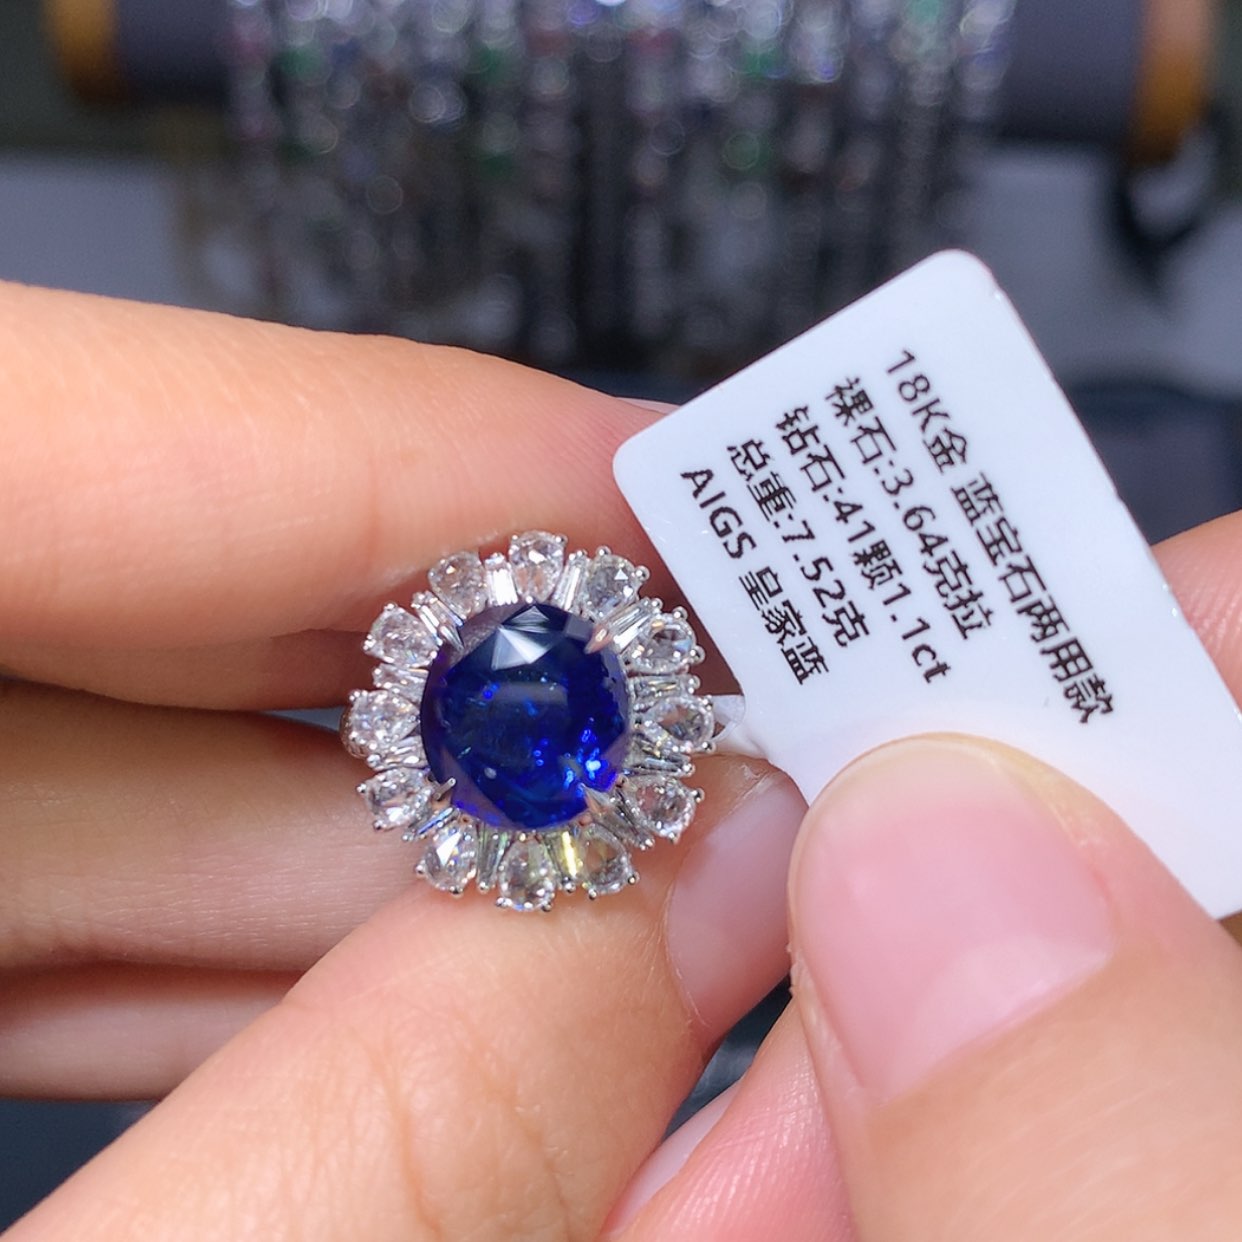 18K金 蓝宝石两用款
裸石:3.64克拉
钻石:41颗1.1ct
总重:7.52克
AIGS 皇家蓝